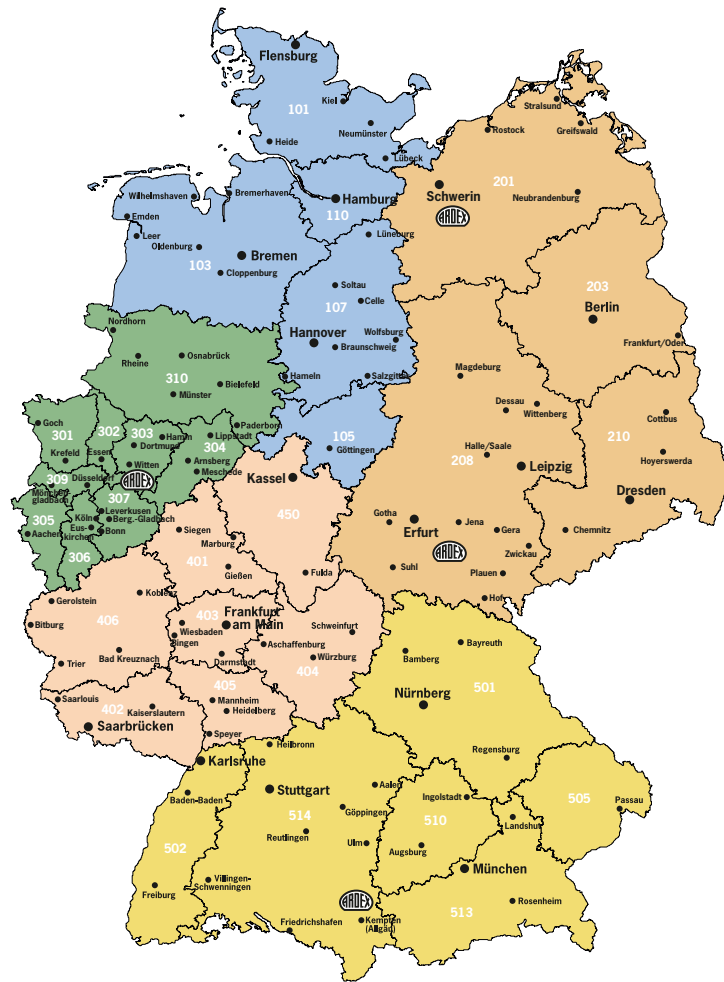 Flensburg
101
Kiel
Neumünster
Heide
Lübeck
Stralsund
Rostock
Greifswald
Schwerin
201
Neubrandenburg
ARDEX
Wilhelmshaven
Bremerhaven
Hamburg
110
Emden
Leer
Oldenburg
Bremen
103
Cloppenburg
Lüneburg
Soltau
Celle
107
Hannover
Wolfsburg
Braunschweig
Hameln
Salzgitter
105
Göttingen
203
Berlin
Frankfurt/Oder
Nordhorn
Rheine
Osnabrück
310
Bielefeld
Münster
Magdeburg
Dessau
Wittenberg
Halle/Saale
208
Leipzig
Cottbus
210
Hoyerswerda
Dresden
Chemnitz
Goch
301
302
303
Hamm
Paderborn
Lippstadt
304
Krefeld
Essen
Dortmund
Witten
Arnsberg
Meschede
309
Düsseldorf
ARDEX
Mönchen-
gladbach
307
Leverkusen
305
Köln
Berg.-Gladbach
Eus-
kirchen
Bonn
Aachen
306
Kassel
450
Siegen
Marburg
401
Gießen
Fulda
Gotha
Erfurt
Jena
Gera
ARDEX
Zwickau
Suhl
Plauen
Hof
Gerolstein
Koblenz
406
Bitburg
403
Frankfurt
am Main
Wiesbaden
Bingen
Schweinfurt
Aschaffenburg
Bad Kreuznach
Darmstadt
Würzburg
404
Trier
405
Saarlouis
402
Kaiserslautern
Mannheim
Heidelberg
Saarbrücken
Speyer
Bayreuth
Bamberg
501
Nürnberg
Regensburg
Heilbronn
Karlsruhe
Stuttgart
Aalen
Baden-Baden
514
Göppingen
Ingolstadt
510
505
Passau
Landshut
Reutlingen
502
Ulm
Augsburg
München
Villingen-
Schwenningen
Freiburg
ARDEX
Rosenheim
513
Friedrichshafen
Kempten
(Allgäu)